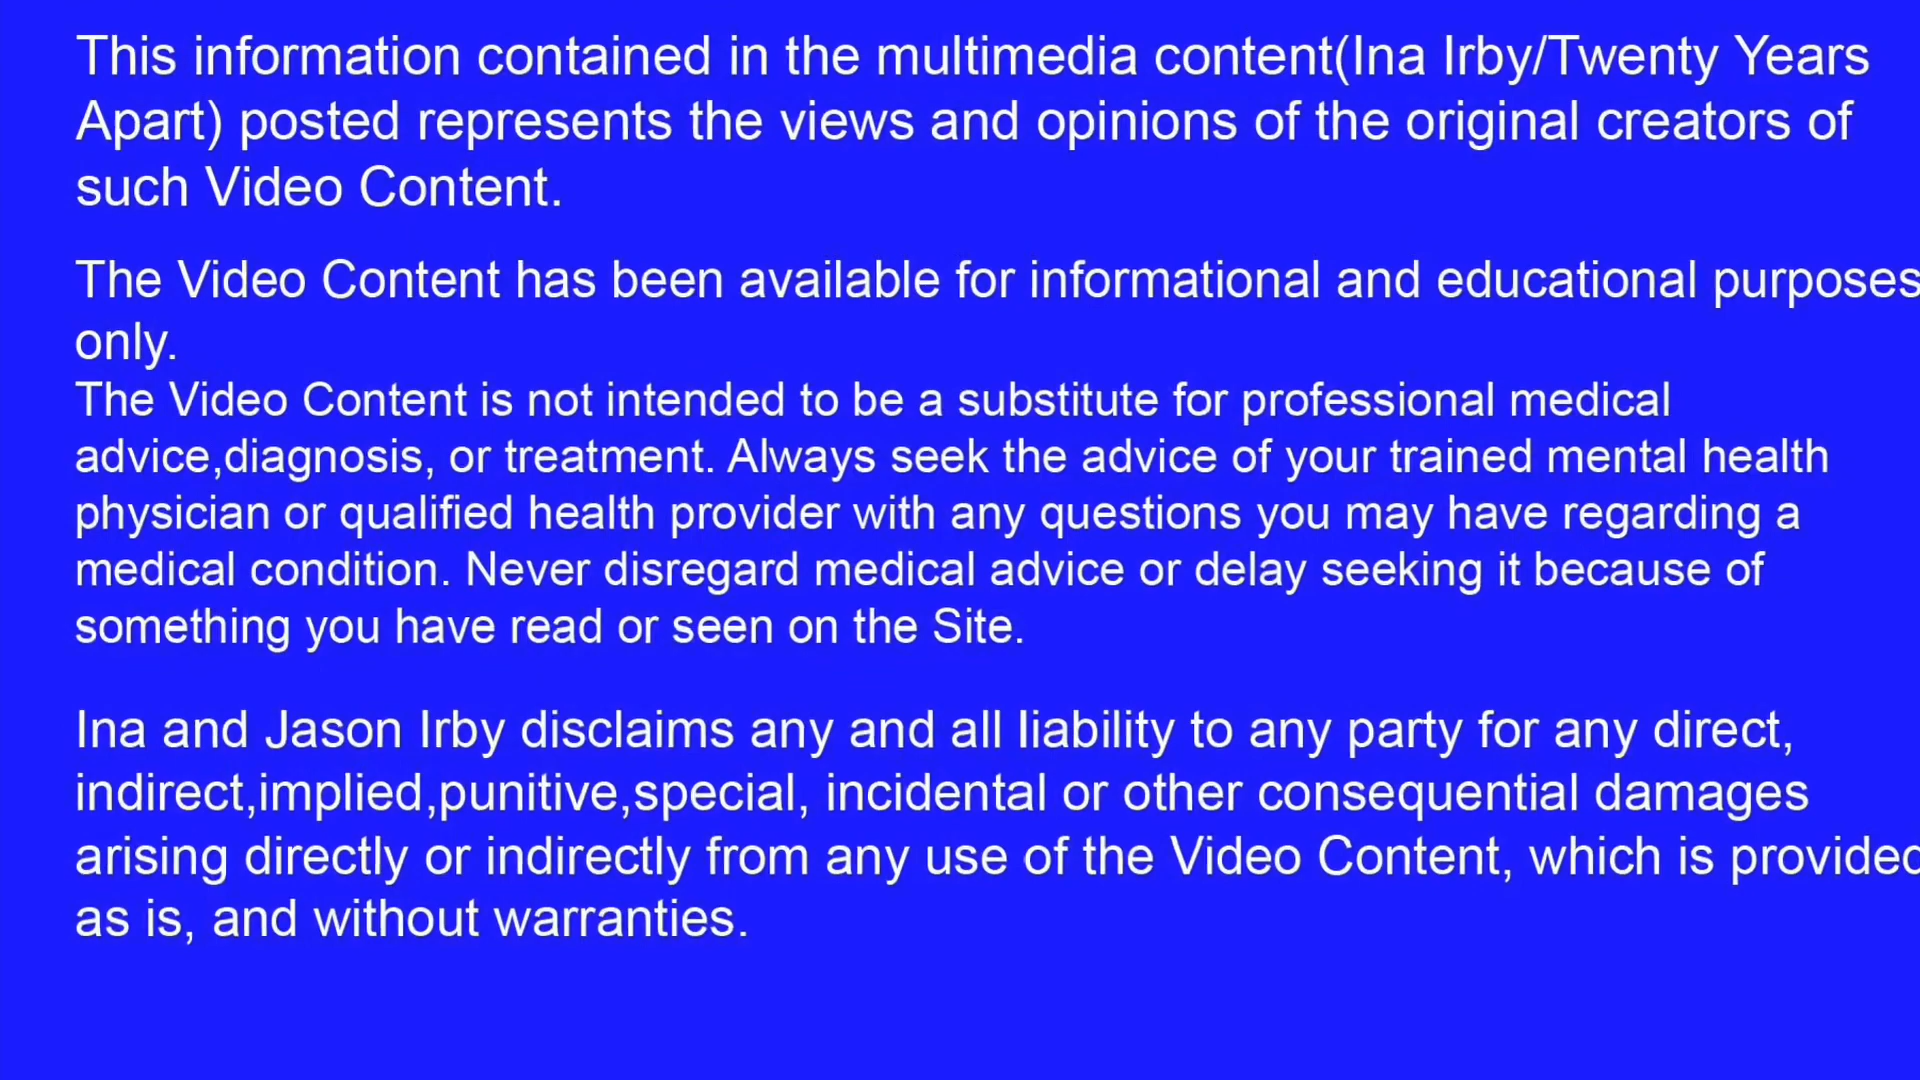 This information contained in the multimedia content(Ina Irby/Twenty Years
Apart) posted represents the views and opinions of the original creators of
such Video Content.
The Video Content has been available for informational and educational purposes
only.
The Video Content is not intended to be a substitute for professional medical
advice,diagnosis, or treatment. Always seek the advice of your trained mental health
physician or qualified health provider with any questions you may have regarding a
medical condition. Never disregard medical advice or delay seeking it because of
something you have read or seen on the Site.
Ina and Jason Irby disclaims any and all liability to any party for any direct,
indirect,implied,punitive,special, incidental or other consequential damages
arising directly or indirectly from any use of the Video Content, which is provided
as is, and without warranties.